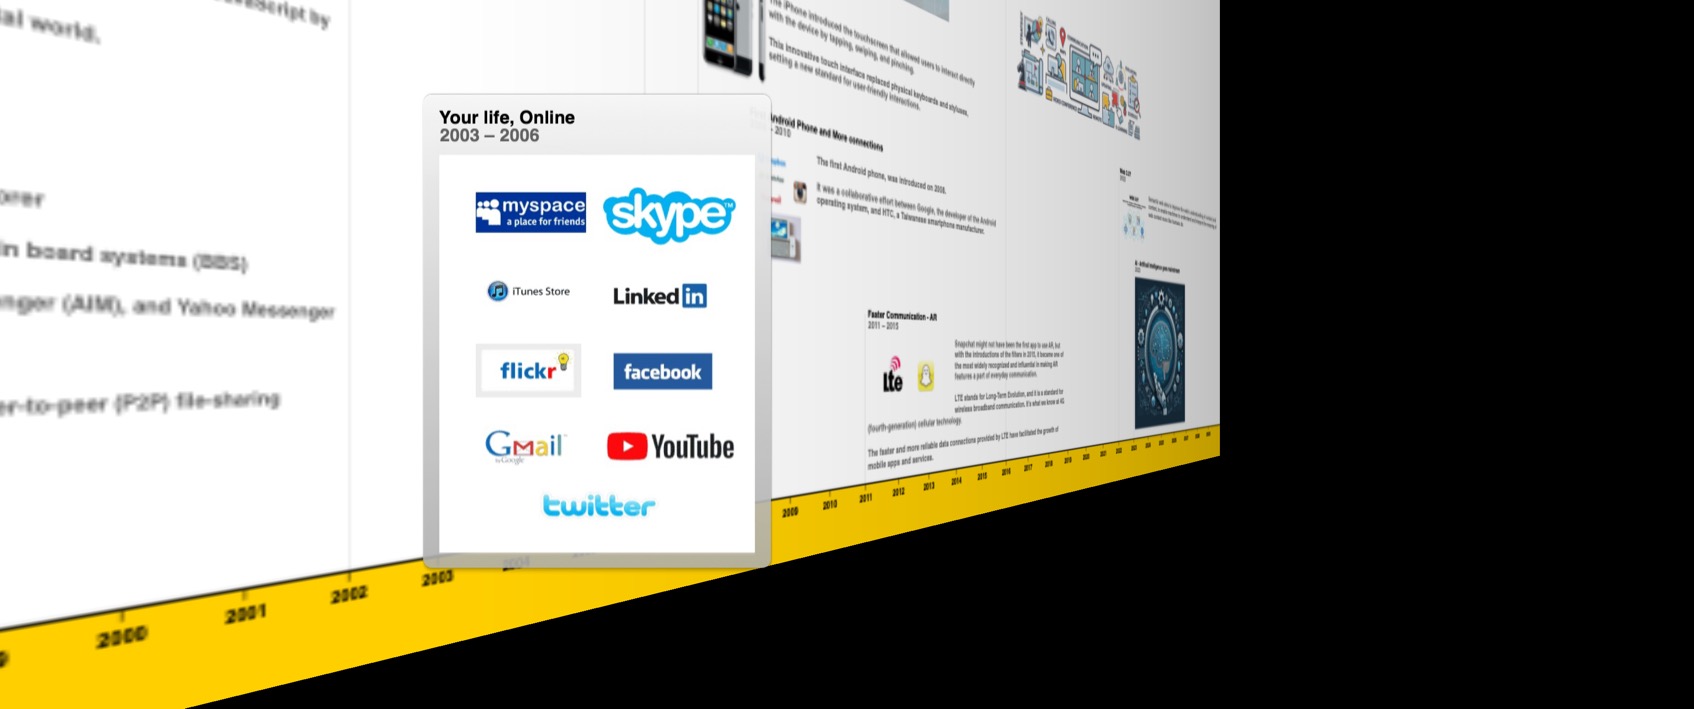 Script by
al world.
orer
in board systems (BBS)
nger (AIM), and Yahoo Messenger
er-to-peer (P2P) file-sharing
Your life, Online
2003 – 2006
myspace
a place for friends
skype™
iTunes Store
Linked in
flickr
facebook
Gmail
by Google
YouTube
twitter
The iPhone introduced the touchscreen that allowed users to interact directly
with the device by tapping, swiping, and pinching.
This innovative touch interface replaced physical keyboards and styluses,
setting a new standard for user-friendly interactions.
Android Phone and More connections
- 2010
The first Android phone, was introduced on 2008.
It was a collaborative effort between Google, the developer of the Android
operating system, and HTC, a Taiwanese smartphone manufacturer.
Faster Communication - AR
2011 – 2015
Lte
Snapchat might not have been the first app to use AR, but
with the introductions of the filters in 2015, it became one of
the most widely recognized and influential in making AR
features a part of everyday communication.
LTE stands for Long-Term Evolution, and it is a standard for
wireless broadband communication. It's what we know at 4G
(fourth-generation) cellular technology.
The faster and more reliable data connections provided by LTE have facilitated the growth of
mobile apps and services.
2000
2001
2002
2003
2004
2009
2010
2011
2012
2013
2014
2015
2016
2017
2018
2019
2020
2021
2022